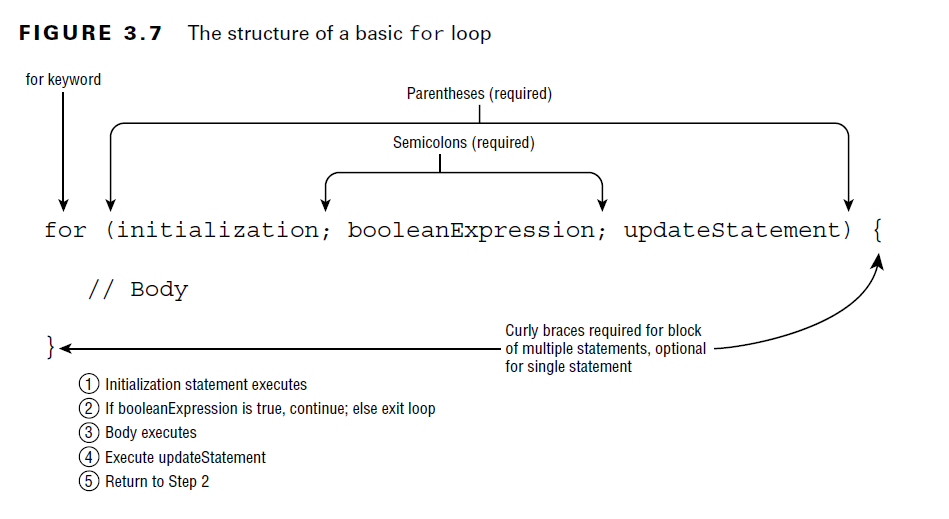 FIGURE 3.7 The structure of a basic for loop
for keyword
Parentheses (required)
Semicolons (required)
for (initialization; booleanExpression; updateStatement) {
// Body
Curly braces required for block
of multiple statements, optional
for single statement
}
1 Initialization statement executes
2 If booleanExpression is true, continue; else exit loop
3 Body executes
4 Execute updateStatement
5 Return to Step 2